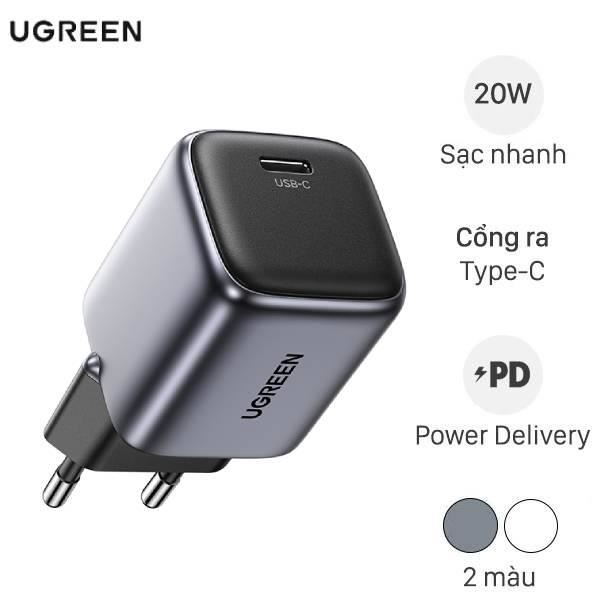 UGREEN
20W
Sạc nhanh
USB-C
Cổng ra
Type-C
UGREEN
PD
Power Delivery
2 màu